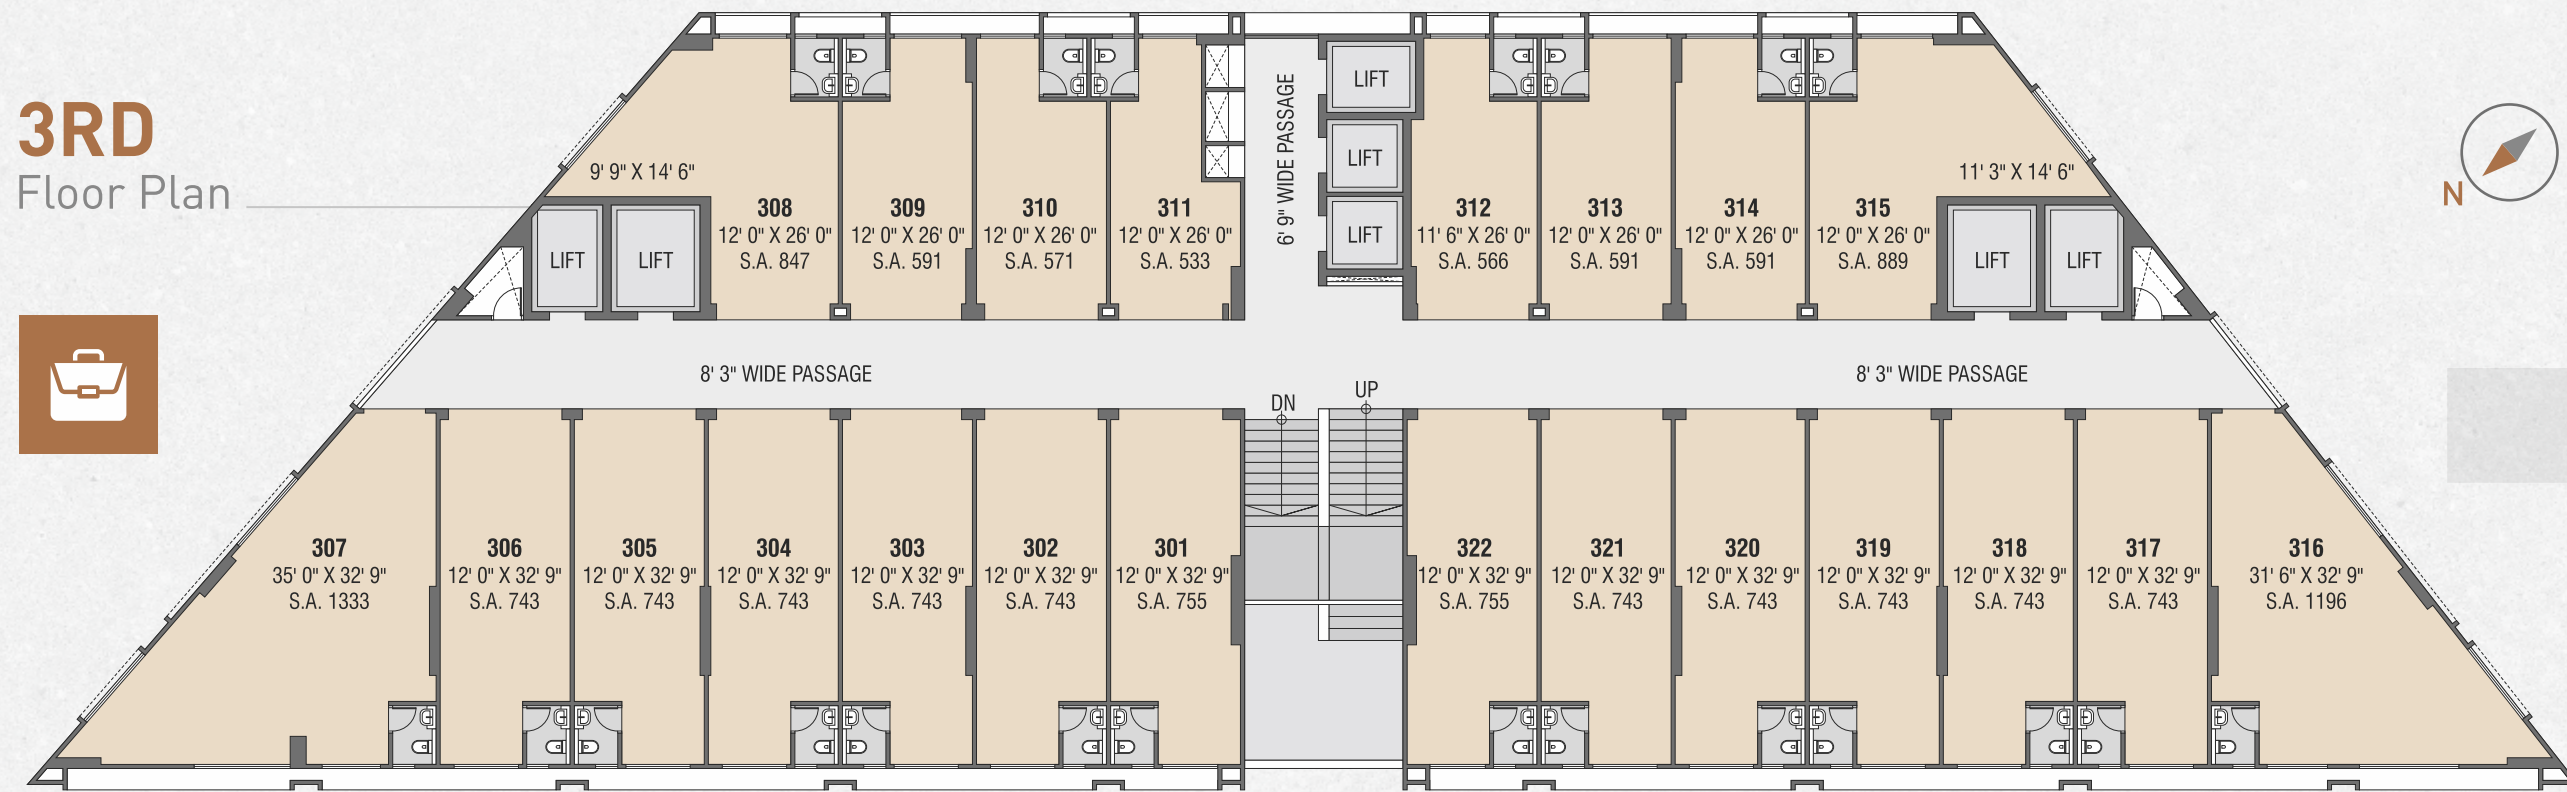 3RD
Floor Plan
N
9' 9" X 14' 6"
11' 3" X 14' 6"
6' 9" WIDE PASSAGE
LIFT
LIFT
LIFT
LIFT
LIFT
LIFT
LIFT
308
12' 0" X 26' 0"
S.A. 847
309
12' 0" X 26' 0"
S.A. 591
310
12' 0" X 26' 0"
S.A. 571
311
12' 0" X 26' 0"
S.A. 533
312
11' 6" X 26' 0"
S.A. 566
313
12' 0" X 26' 0"
S.A. 591
314
12' 0" X 26' 0"
S.A. 591
315
12' 0" X 26' 0"
S.A. 889
8' 3" WIDE PASSAGE
8' 3" WIDE PASSAGE
DN
UP
307
35' 0" X 32' 9"
S.A. 1333
306
12' 0" X 32' 9"
S.A. 743
305
12' 0" X 32' 9"
S.A. 743
304
12' 0" X 32' 9"
S.A. 743
303
12' 0" X 32' 9"
S.A. 743
302
12' 0" X 32' 9"
S.A. 743
301
12' 0" X 32' 9"
S.A. 755
322
12' 0" X 32' 9"
S.A. 755
321
12' 0" X 32' 9"
S.A. 743
320
12' 0" X 32' 9"
S.A. 743
319
12' 0" X 32' 9"
S.A. 743
318
12' 0" X 32' 9"
S.A. 743
317
12' 0" X 32' 9"
S.A. 743
316
31' 6" X 32' 9"
S.A. 1196